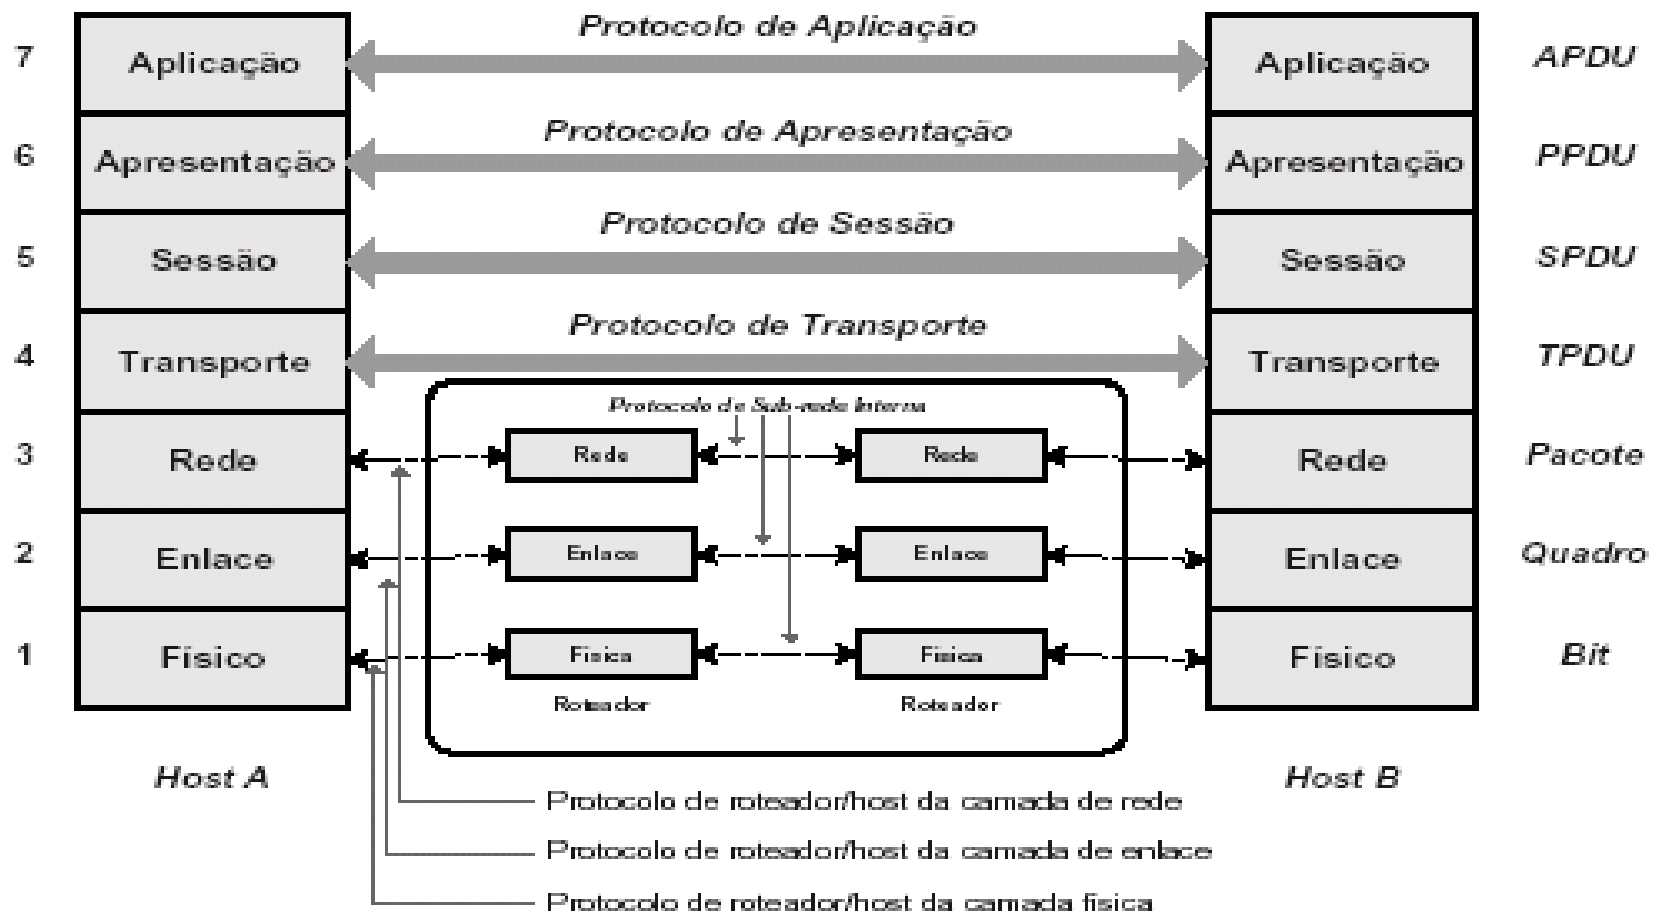 Protocolo de Aplicação
7 Aplicação Aplicação APDU
Protocolo de Apresentação
6 Apresentação Apresentação PPDU
Protocolo de Sessão
5 Sessão Sessão SPDU
Protocolo de Transporte
4 Transporte Transporte TPDU
Protocolo de Sub-rede Interna
3 Rede Rede Rede Rede Pacote
2 Enlace Enlace Enlace Enlace Quadro
1 Físico Física Física Físico Bit
Roteador Roteador
Host A Host B
Protocolo de roteador/host da camada de rede
Protocolo de roteador/host da camada de enlace
Protocolo de roteador/host da camada física